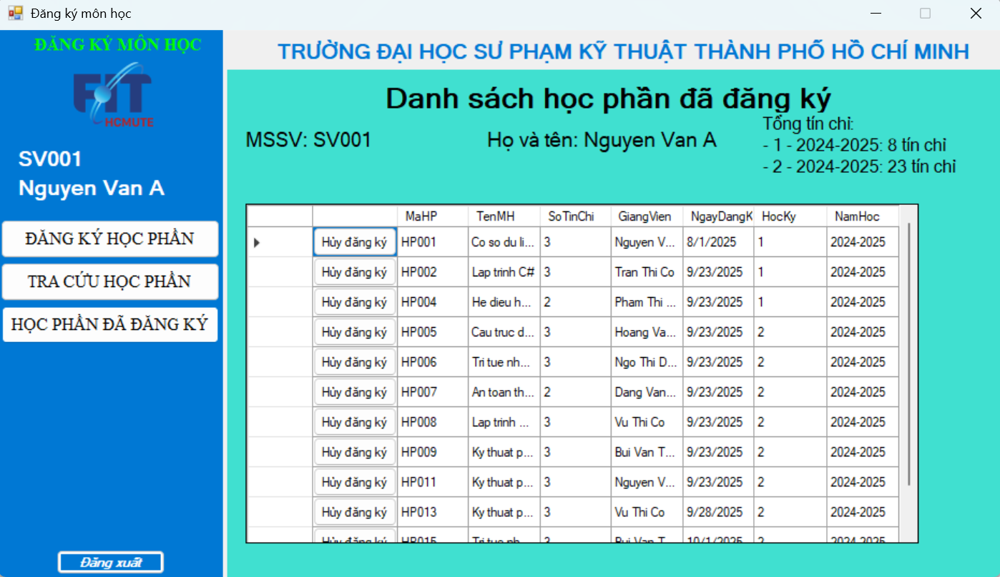 Đăng ký môn học
ĐĂNG KÝ MÔN HỌC
FIT
HCMUTE
SV001
Nguyen Van A
ĐĂNG KÝ HỌC PHẦN
TRA CỨU HỌC PHẦN
HỌC PHẦN ĐÃ ĐĂNG KÝ
Đăng xuất
TRƯỜNG ĐẠI HỌC SƯ PHẠM KỸ THUẬT THÀNH PHỐ HỒ CHÍ MINH
Danh sách học phần đã đăng ký
MSSV: SV001 Họ và tên: Nguyen Van A
Tổng tín chỉ:
- 1 - 2024-2025: 8 tín chỉ
- 2 - 2024-2025: 23 tín chỉ
MaHP TenMH SoTinChi GiangVien NgayDangK HocKy NamHoc
Hủy đăng ký HP001 Co so du li... 3 Nguyen V... 8/1/2025 1 2024-2025
Hủy đăng ký HP002 Lap trinh C# 3 Tran Thi Co 9/23/2025 1 2024-2025
Hủy đăng ký HP004 He dieu h... 2 Pham Thi ... 9/23/2025 1 2024-2025
Hủy đăng ký HP005 Cau truc d... 3 Hoang Va... 9/23/2025 2 2024-2025
Hủy đăng ký HP006 Tri tue nh... 3 Ngo Thi D... 9/23/2025 2 2024-2025
Hủy đăng ký HP007 An toan th... 2 Dang Van... 9/23/2025 2 2024-2025
Hủy đăng ký HP008 Lap trinh ... 3 Vu Thi Co 9/23/2025 2 2024-2025
Hủy đăng ký HP009 Ky thuat p... 3 Bui Van T... 9/23/2025 2 2024-2025
Hủy đăng ký HP011 Ky thuat p... 3 Nguyen V... 9/23/2025 2 2024-2025
Hủy đăng ký HP013 Ky thuat p... 3 Vu Thi Co 9/28/2025 2 2024-2025
Hủy đăng ký HP015 Tri tue nh... 3 Bui Van T... 10/1/2025 2 2024-2025